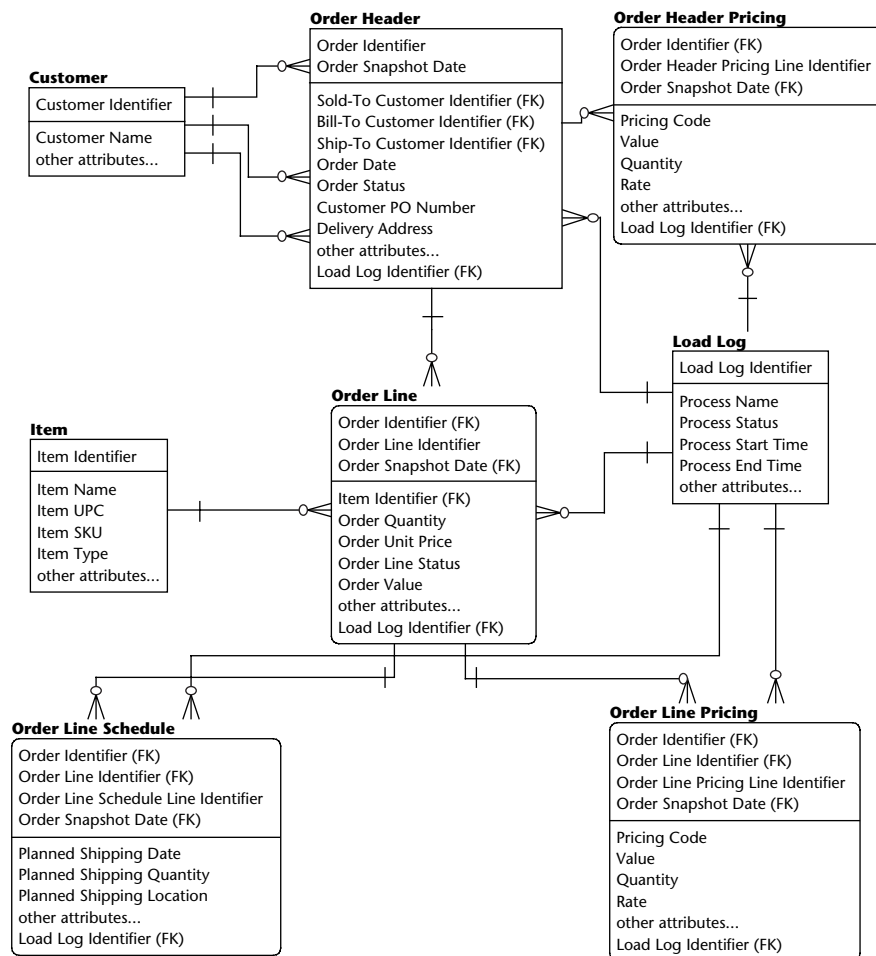 Order Header
Order Identifier
Order Snapshot Date
Sold-To Customer Identifier (FK)
Bill-To Customer Identifier (FK)
Ship-To Customer Identifier (FK)
Order Date
Order Status
Customer PO Number
Delivery Address
other attributes...
Load Log Identifier (FK)
Order Header Pricing
Order Identifier (FK)
Order Header Pricing Line Identifier
Order Snapshot Date (FK)
Pricing Code
Value
Quantity
Rate
other attributes...
Load Log Identifier (FK)
Customer
Customer Identifier
Customer Name
other attributes...
Load Log
Load Log Identifier
Process Name
Process Status
Process Start Time
Process End Time
other attributes...
Order Line
Order Identifier (FK)
Order Line Identifier
Order Snapshot Date (FK)
Item Identifier (FK)
Order Quantity
Order Unit Price
Order Line Status
Order Value
other attributes...
Load Log Identifier (FK)
Item
Item Identifier
Item Name
Item UPC
Item SKU
Item Type
other attributes...
Order Line Schedule
Order Identifier (FK)
Order Line Identifier (FK)
Order Line Schedule Line Identifier
Order Snapshot Date (FK)
Planned Shipping Date
Planned Shipping Quantity
Planned Shipping Location
other attributes...
Load Log Identifier (FK)
Order Line Pricing
Order Identifier (FK)
Order Line Identifier (FK)
Order Line Pricing Line Identifier
Order Snapshot Date (FK)
Pricing Code
Value
Quantity
Rate
other attributes...
Load Log Identifier (FK)